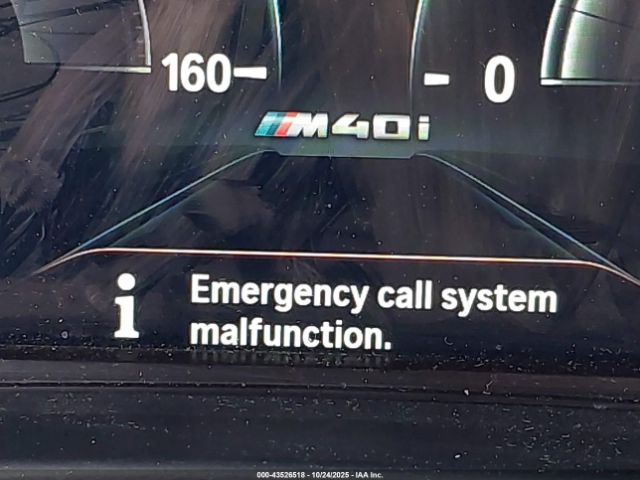 160 0
M40i
i Emergency call system
malfunction.
000-43526518 - 10/24/2025 - IAA Inc.